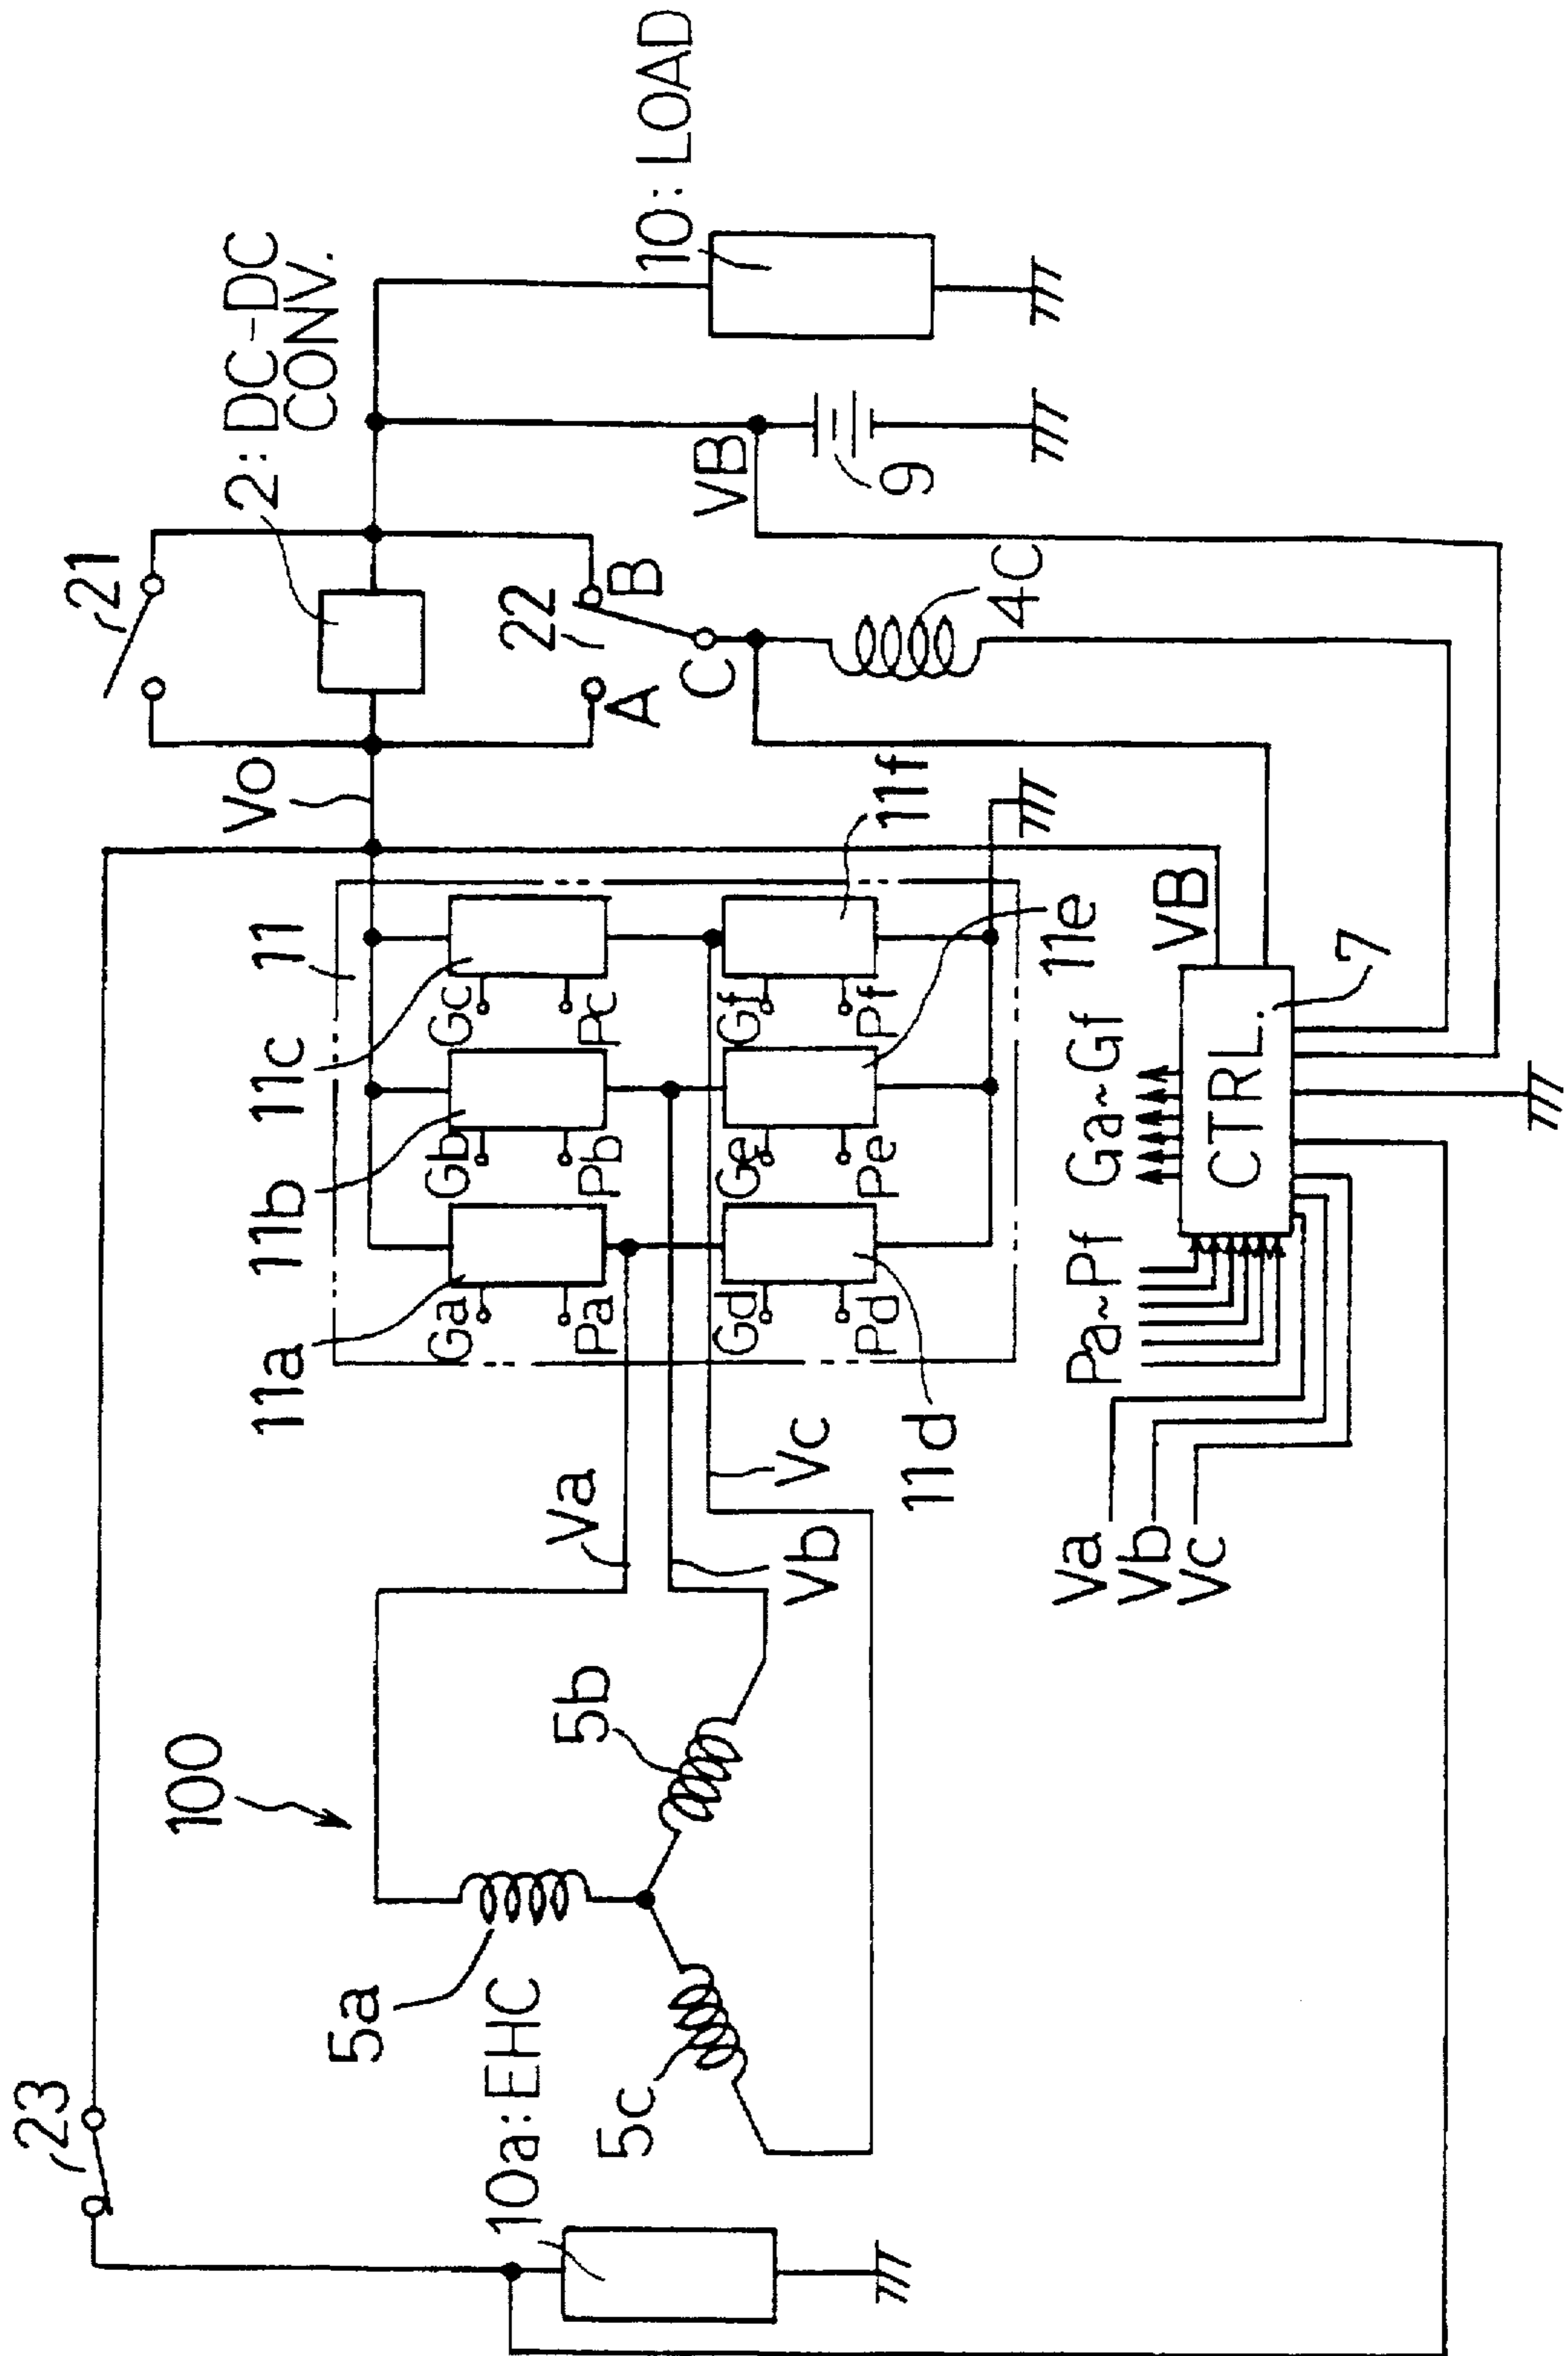 23
21
2: DC-DC
CONV.
100
11
Vo
11a
11b
11c
22
A
B
C
VB
9
10: LOAD
5a
5b
5c
10a: EHC
Va
Vb
Vc
Ga
Pa
Gb
Pb
Gc
Pc
Gd
Pd
Ge
Pe
Gf
Pf
11d
11e
11f
4C
Pa~Pf
Ga~Gf
VB
7
CTRL.
Va
Vb
Vc